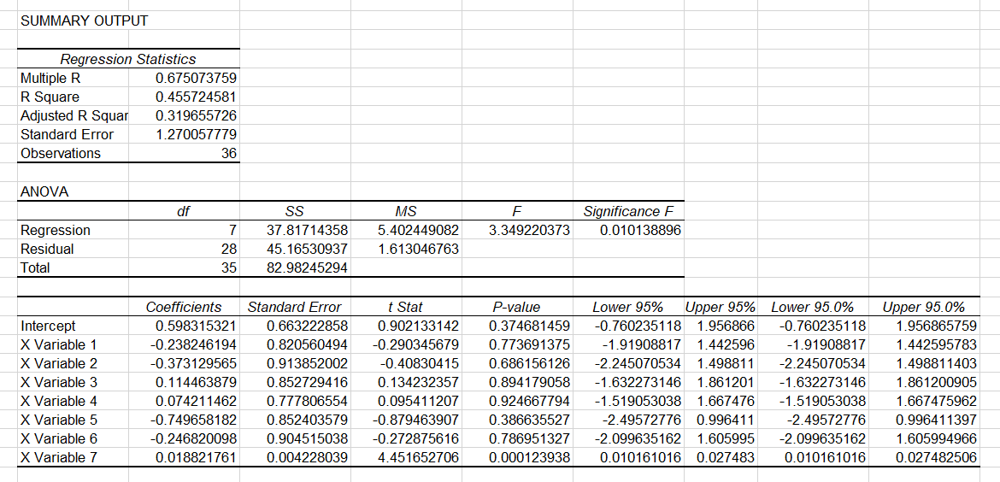 SUMMARY OUTPUT
Regression Statistics
Multiple R 0.675073759
R Square 0.455724581
Adjusted R Squar 0.319655726
Standard Error 1.270057779
Observations 36
ANOVA
df SS MS F Significance F
Regression 7 37.81714358 5.402449082 3.349220373 0.010138896
Residual 28 45.16530937 1.613046763
Total 35 82.98245294
Coefficients Standard Error t Stat P-value Lower 95% Upper 95% Lower 95.0% Upper 95.0%
Intercept 0.598315321 0.663222858 0.902133142 0.374681459 -0.760235118 1.956866 -0.760235118 1.956865759
X Variable 1 -0.238246194 0.820560494 -0.290345679 0.773691375 -1.91908817 1.442596 -1.91908817 1.442595783
X Variable 2 -0.373129565 0.913852002 -0.40830415 0.686156126 -2.245070534 1.498811 -2.245070534 1.498811403
X Variable 3 0.114463879 0.852729416 0.134232357 0.894179058 -1.632273146 1.861201 -1.632273146 1.861200905
X Variable 4 0.074211462 0.777806554 0.095411207 0.924667794 -1.519053038 1.667476 -1.519053038 1.667475962
X Variable 5 -0.749658182 0.852403579 -0.879463907 0.386635527 -2.49572776 0.996411 -2.49572776 0.996411397
X Variable 6 -0.246820098 0.904515038 -0.272875616 0.786951327 -2.099635162 1.605995 -2.099635162 1.605994966
X Variable 7 0.018821761 0.004228039 4.451652706 0.000123938 0.010161016 0.027483 0.010161016 0.027482506